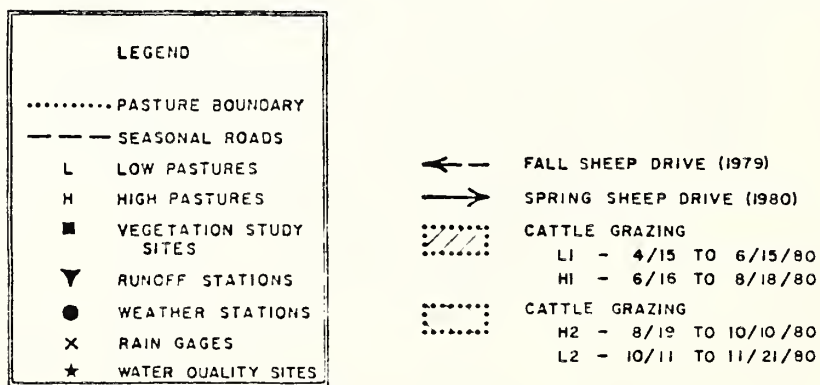 LEGEND
PASTURE BOUNDARY
SEASONAL ROADS
L LOW PASTURES
H HIGH PASTURES
VEGETATION STUDY
SITES
RUNOFF STATIONS
WEATHER STATIONS
RAIN GAGES
WATER QUALITY SITES
FALL SHEEP DRIVE (1979)
SPRING SHEEP DRIVE (1980)
CATTLE GRAZING
L1 - 4/15 TO 6/15/80
H1 - 6/16 TO 8/18/80
CATTLE GRAZING
H2 - 8/19 TO 10/10/80
L2 - 10/11 TO 11/21/80